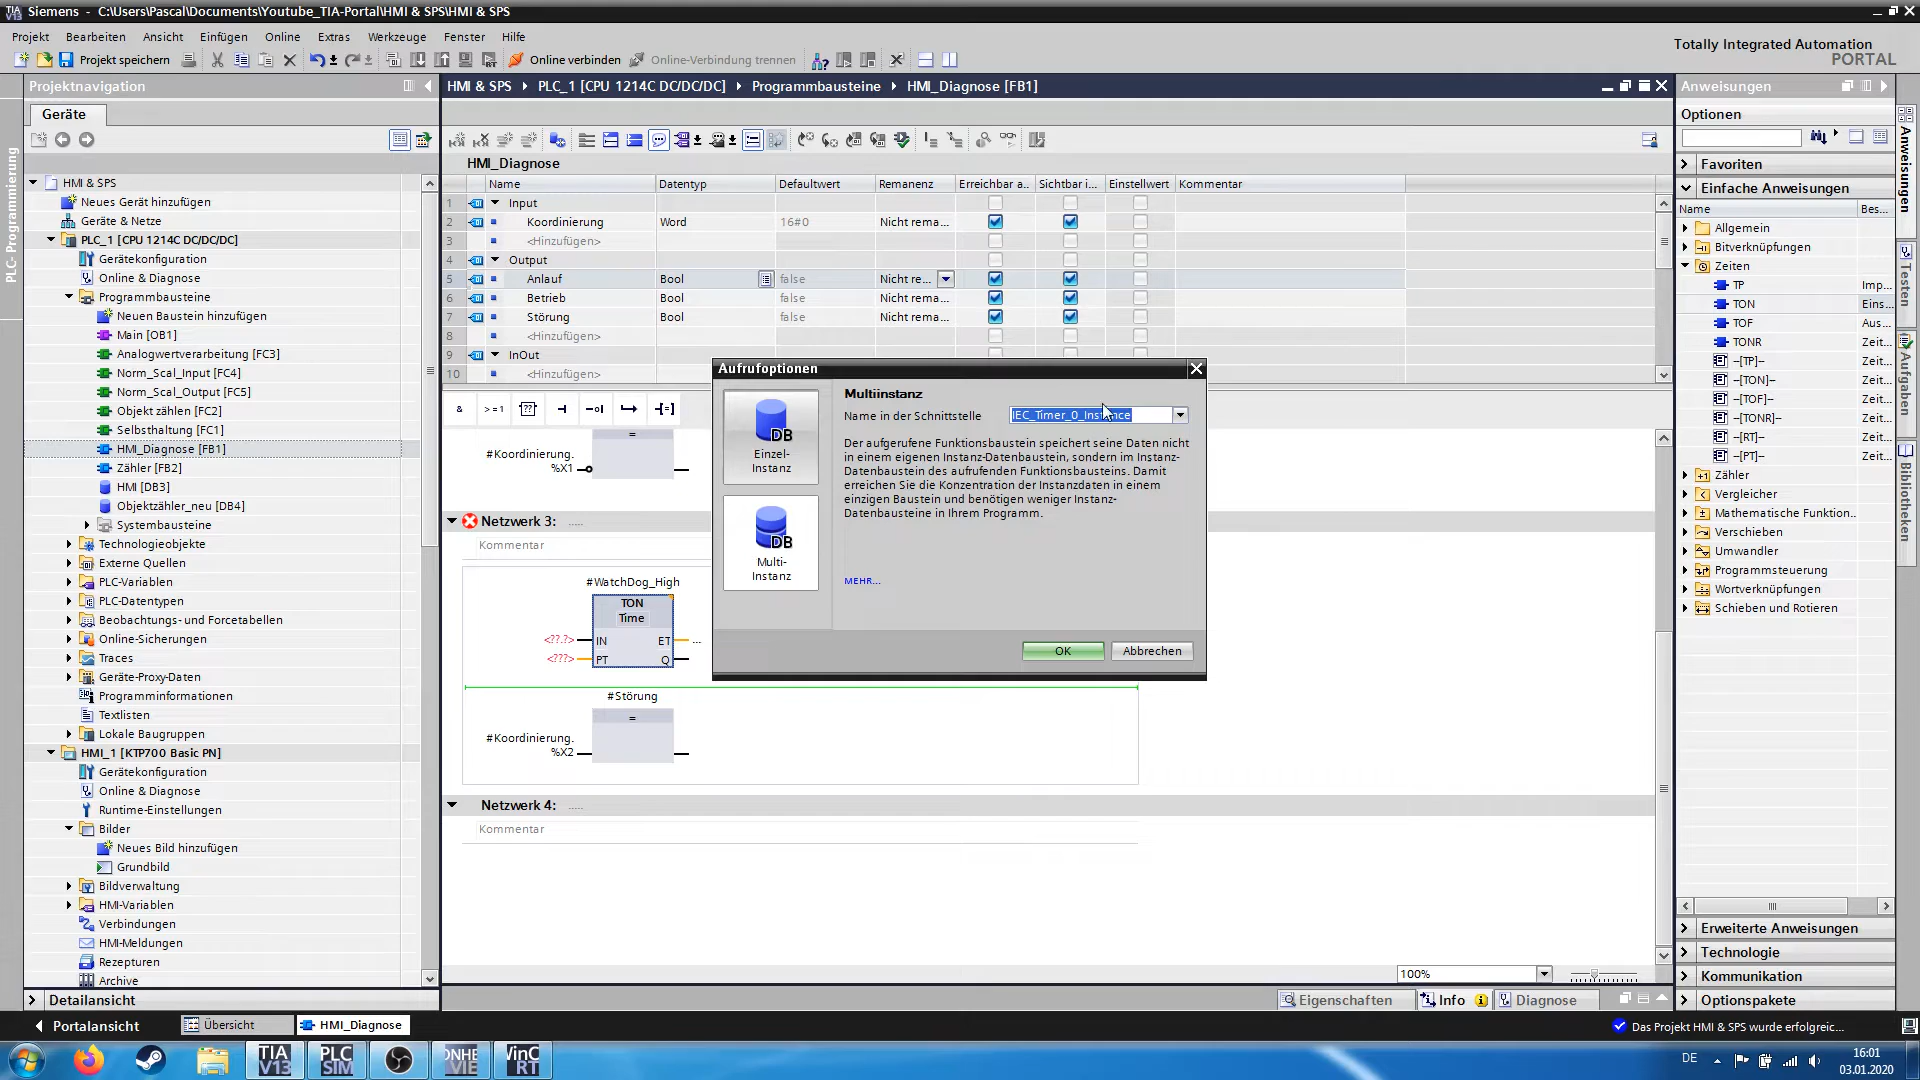 Siemens - C:\Users\Pascal\Documents\Youtube_TIA-Portal\HMI & SPS\HMI & SPS
Projekt Bearbeiten Ansicht Einfügen Online Extras Werkzeuge Fenster Hilfe
Totally Integrated Automation
PORTAL
Projekt speichern Online verbinden Online-Verbindung trennen
Projektnavigation
HMI & SPS PLC_1 [CPU 1214C DC/DC/DC] Programmbausteine HMI_Diagnose [FB1]
Anweisungen
Geräte
Optionen
PLC-Programmierung
HMI & SPS
Neues Gerät hinzufügen
Geräte & Netze
PLC_1 [CPU 1214C DC/DC/DC]
Gerätekonfiguration
Online & Diagnose
Programmbausteine
Neuen Baustein hinzufügen
Main [OB1]
Analogwertverarbeitung [FC3]
Norm_Scal_Input [FC4]
Norm_Scal_Output [FC5]
Objekt zählen [FC2]
Selbsthaltung [FC1]
HMI_Diagnose [FB1]
Zähler [FB2]
HMI [DB3]
Objektzähler_neu [DB4]
Systembausteine
Technologieobjekte
Externe Quellen
PLC-Variablen
PLC-Datentypen
Beobachtungs- und Forcetabellen
Online-Sicherungen
Traces
Geräte-Proxy-Daten
Programminformationen
Textlisten
Lokale Baugruppen
HMI_1 [KTP700 Basic PN]
Gerätekonfiguration
Online & Diagnose
Runtime-Einstellungen
Bilder
Neues Bild hinzufügen
Grundbild
Bildverwaltung
HMI-Variablen
Verbindungen
HMI-Meldungen
Rezepturen
Archive
Detailansicht
HMI_Diagnose
Name Datentyp Defaultwert Remanenz Erreichbar a.. Sichtbar i... Einstellwert Kommentar
1 Input
2 Koordinierung Word 16#0 Nicht rema...
3 <Hinzufügen>
4 Output
5 Anlauf Bool false Nicht re...
6 Betrieb Bool false Nicht rema...
7 Störung Bool false Nicht rema...
8 <Hinzufügen>
9 InOut
10 <Hinzufügen>
& >=1 ??
=
#Koordinierung.
%X1
Netzwerk 3: .....
Kommentar
#WatchDog_High
TON
Time
<??.?> IN ET ...
<???> PT Q
#Störung
=
#Koordinierung.
%X2
Netzwerk 4: .....
Kommentar
100%
Eigenschaften Info Diagnose
Aufrufoptionen
DB
Einzel-
Instanz
DB
Multi-
Instanz
Multiinstanz
Name in der Schnittstelle IEC_Timer_0_Instance
Der aufgerufene Funktionsbaustein speichert seine Daten nicht
in einem eigenen Instanz-Datenbaustein, sondern im Instanz-
Datenbaustein des aufrufenden Funktionsbausteins. Damit
erreichen Sie die Konzentration der Instanzdaten in einem
einzigen Baustein und benötigen weniger Instanz-
Datenbausteine in Ihrem Programm.
MEHR...
OK Abbrechen
Favoriten
Einfache Anweisungen
Name Bes...
Allgemein
Bitverknüpfungen
Zeiten
TP Imp...
TON Eins...
TOF Aus...
TONR Zeit...
-[TP]- Zeit...
-[TON]- Zeit...
-[TOF]- Zeit...
-[TONR]- Zeit...
-[RT]- Zeit...
-[PT]- Zeit...
Zähler
Vergleicher
Mathematische Funktion..
Verschieben
Umwandler
Programmsteuerung
Wortverknüpfungen
Schieben und Rotieren
Erweiterte Anweisungen
Technologie
Kommunikation
Optionspakete
Anweisungen
Testen
Aufgaben
Bibliotheken
Portalansicht Übersicht HMI_Diagnose
Das Projekt HMI & SPS wurde erfolgreic...
TIA V13
PLC SIM
WinC RT
DE
16:01
03.01.2020